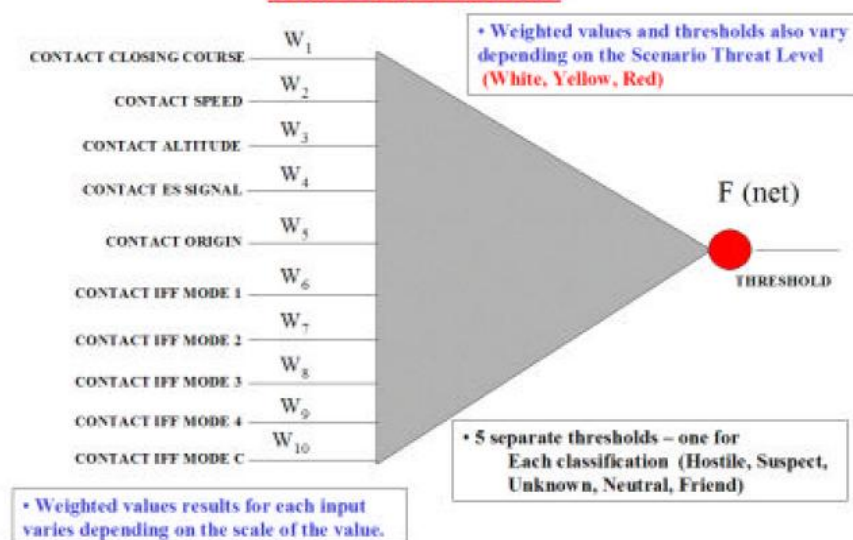 CONTACT CLOSING COURSE W1
CONTACT SPEED W2
CONTACT ALTITUDE W3
CONTACT ES SIGNAL W4
CONTACT ORIGIN W5
CONTACT IFF MODE 1 W6
CONTACT IFF MODE 2 W7
CONTACT IFF MODE 3 W8
CONTACT IFF MODE 4 W9
CONTACT IFF MODE C W10
• Weighted values and thresholds also vary
depending on the Scenario Threat Level
(White, Yellow, Red)
F (net)
THRESHOLD
• 5 separate thresholds – one for
Each classification (Hostile, Suspect,
Unknown, Neutral, Friend)
• Weighted values results for each input
varies depending on the scale of the value.